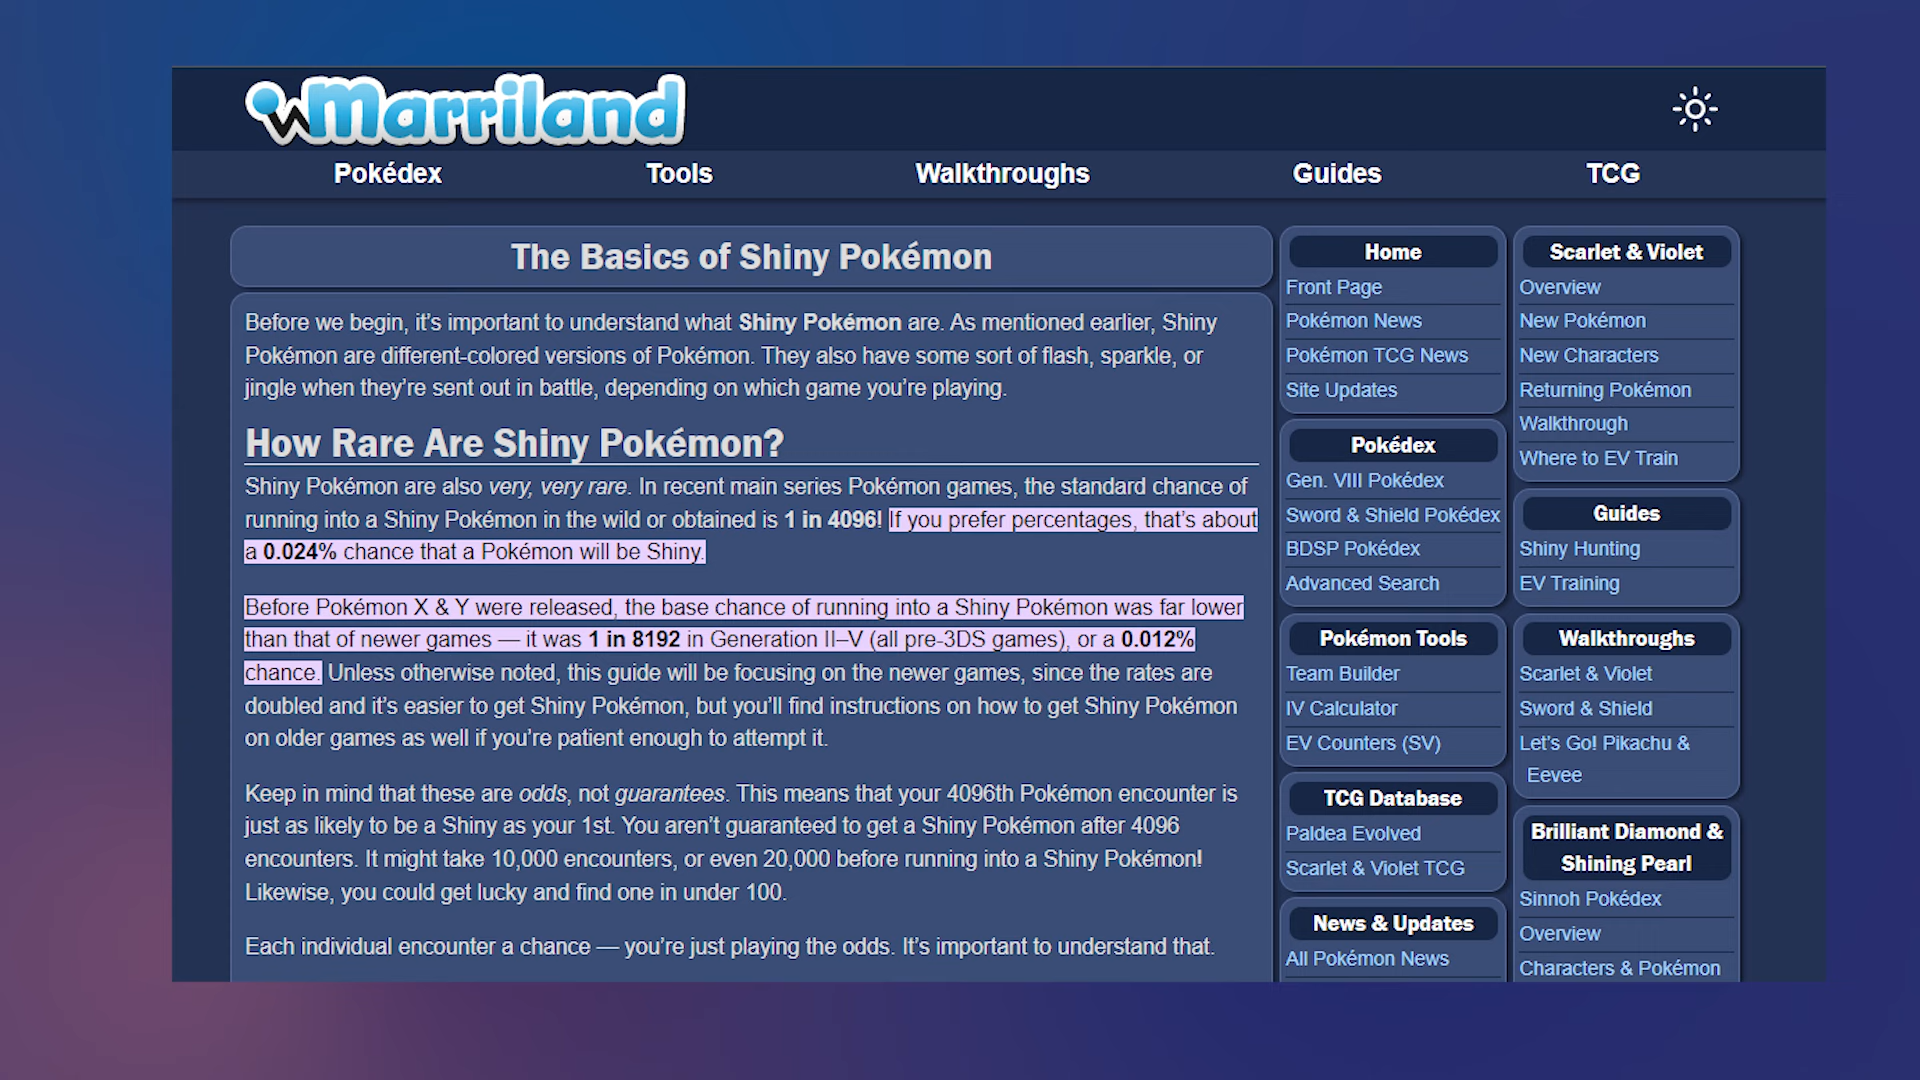 marriland
Pokédex
Tools
Walkthroughs
Guides
TCG
The Basics of Shiny Pokémon
Before we begin, it's important to understand what Shiny Pokémon are. As mentioned earlier, Shiny
Pokémon are different-colored versions of Pokémon. They also have some sort of flash, sparkle, or
jingle when they're sent out in battle, depending on which game you're playing.
How Rare Are Shiny Pokémon?
Shiny Pokémon are also very, very rare. In recent main series Pokémon games, the standard chance of
running into a Shiny Pokémon in the wild or obtained is 1 in 4096! If you prefer percentages, that's about
a 0.024% chance that a Pokémon will be Shiny.
Before Pokémon X & Y were released, the base chance of running into a Shiny Pokémon was far lower
than that of newer games — it was 1 in 8192 in Generation II–V (all pre-3DS games), or a 0.012%
chance. Unless otherwise noted, this guide will be focusing on the newer games, since the rates are
doubled and it's easier to get Shiny Pokémon, but you'll find instructions on how to get Shiny Pokémon
on older games as well if you're patient enough to attempt it.
Keep in mind that these are odds, not guarantees. This means that your 4096th Pokémon encounter is
just as likely to be a Shiny as your 1st. You aren't guaranteed to get a Shiny Pokémon after 4096
encounters. It might take 10,000 encounters, or even 20,000 before running into a Shiny Pokémon!
Likewise, you could get lucky and find one in under 100.
Each individual encounter a chance — you're just playing the odds. It's important to understand that.
Home
Front Page
Pokémon News
Pokémon TCG News
Site Updates
Pokédex
Gen. VIII Pokédex
Sword & Shield Pokédex
BDSP Pokédex
Advanced Search
Pokémon Tools
Team Builder
IV Calculator
EV Counters (SV)
TCG Database
Paldea Evolved
Scarlet & Violet TCG
News & Updates
All Pokémon News
Scarlet & Violet
Overview
New Pokémon
New Characters
Returning Pokémon
Walkthrough
Where to EV Train
Guides
Shiny Hunting
EV Training
Walkthroughs
Scarlet & Violet
Sword & Shield
Let's Go! Pikachu &
Eevee
Brilliant Diamond &
Shining Pearl
Sinnoh Pokédex
Overview
Characters & Pokémon